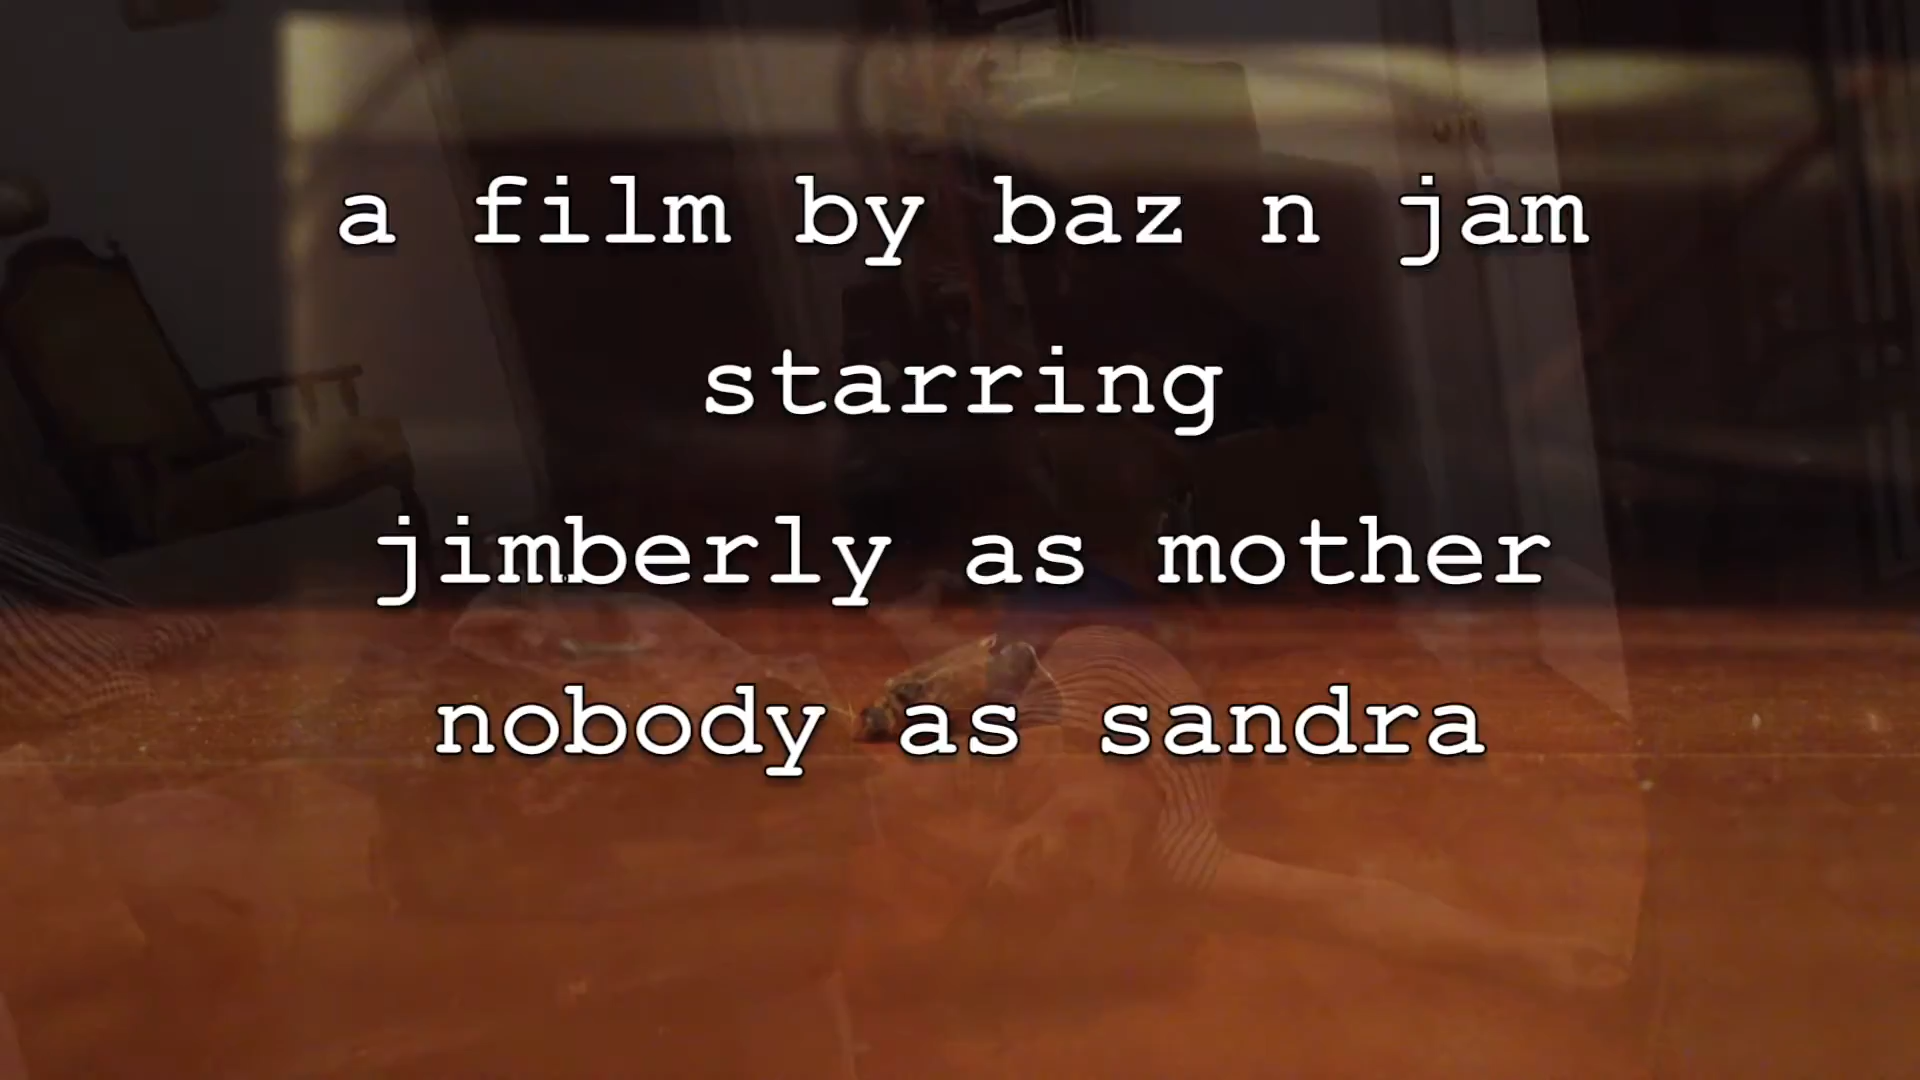 a film by baz n jam
starring
jimberly as mother
nobody as sandra